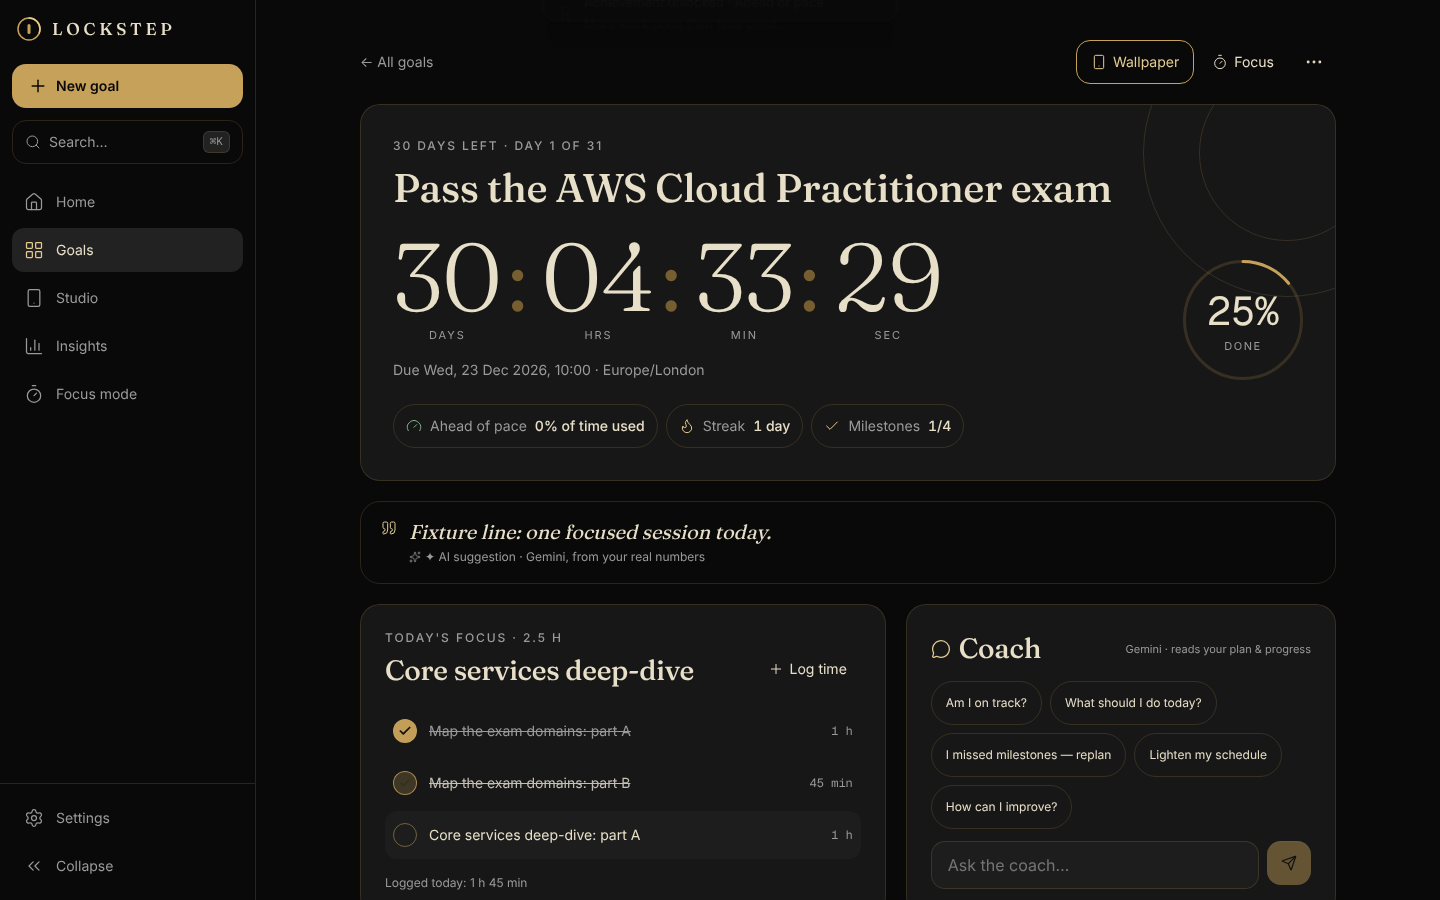 LOCKSTEP
New goal
Search...
⌘K
Home
Goals
Studio
Insights
Focus mode
Settings
Collapse
← All goals
Wallpaper
Focus
30 DAYS LEFT · DAY 1 OF 31
Pass the AWS Cloud Practitioner exam
30:04:33:29
DAYS HRS MIN SEC
25%
DONE
Due Wed, 23 Dec 2026, 10:00 · Europe/London
Ahead of pace 0% of time used
Streak 1 day
Milestones 1/4
Fixture line: one focused session today.
✦ AI suggestion · Gemini, from your real numbers
TODAY'S FOCUS · 2.5 H
Core services deep-dive
Log time
Map the exam domains: part A 1 h
Map the exam domains: part B 45 min
Core services deep-dive: part A 1 h
Logged today: 1 h 45 min
Coach
Gemini · reads your plan & progress
Am I on track?
What should I do today?
I missed milestones — replan
Lighten my schedule
How can I improve?
Ask the coach...